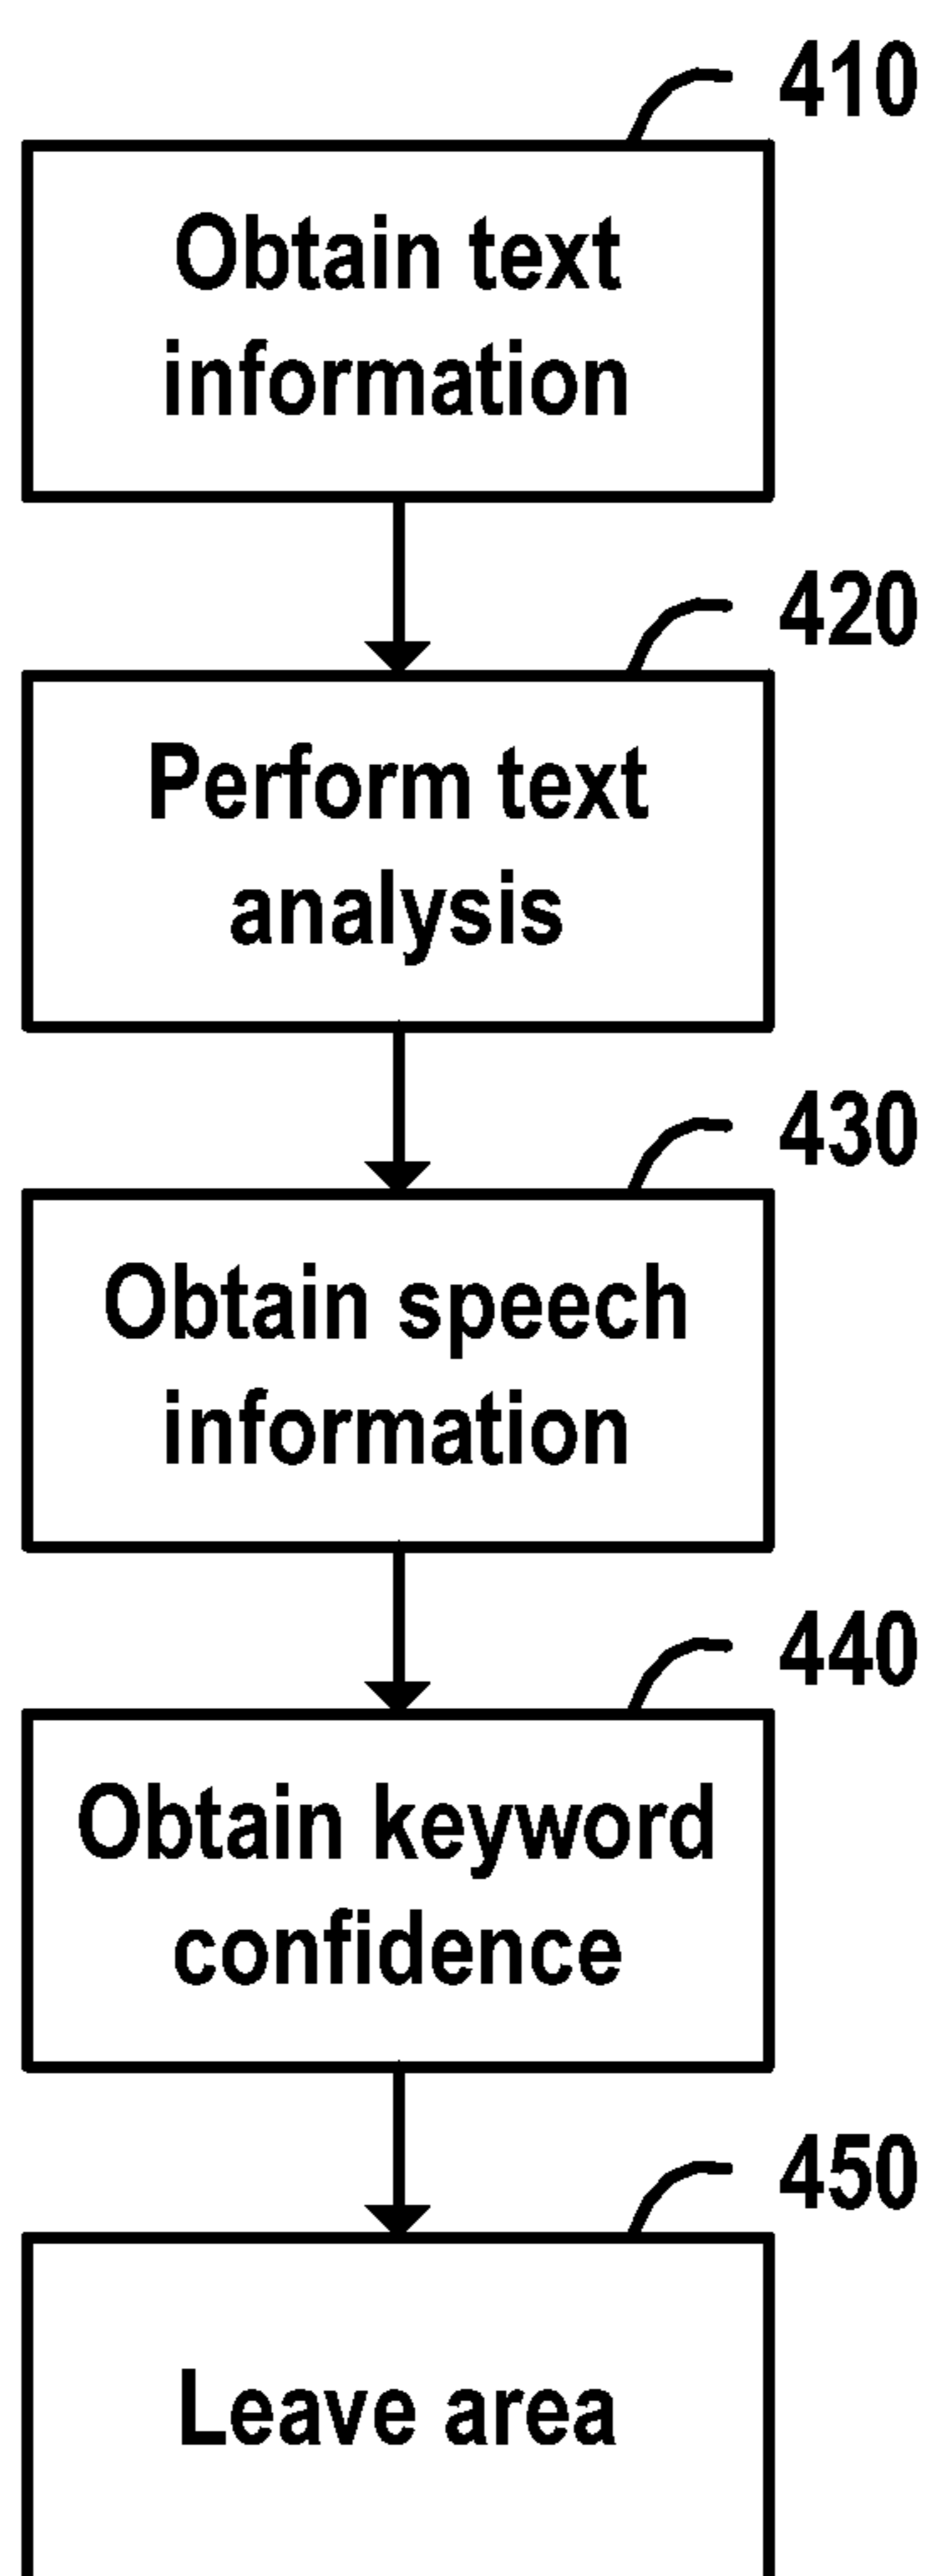 410
Obtain text
information
420
Perform text
analysis
430
Obtain speech
information
440
Obtain keyword
confidence
450
Leave area